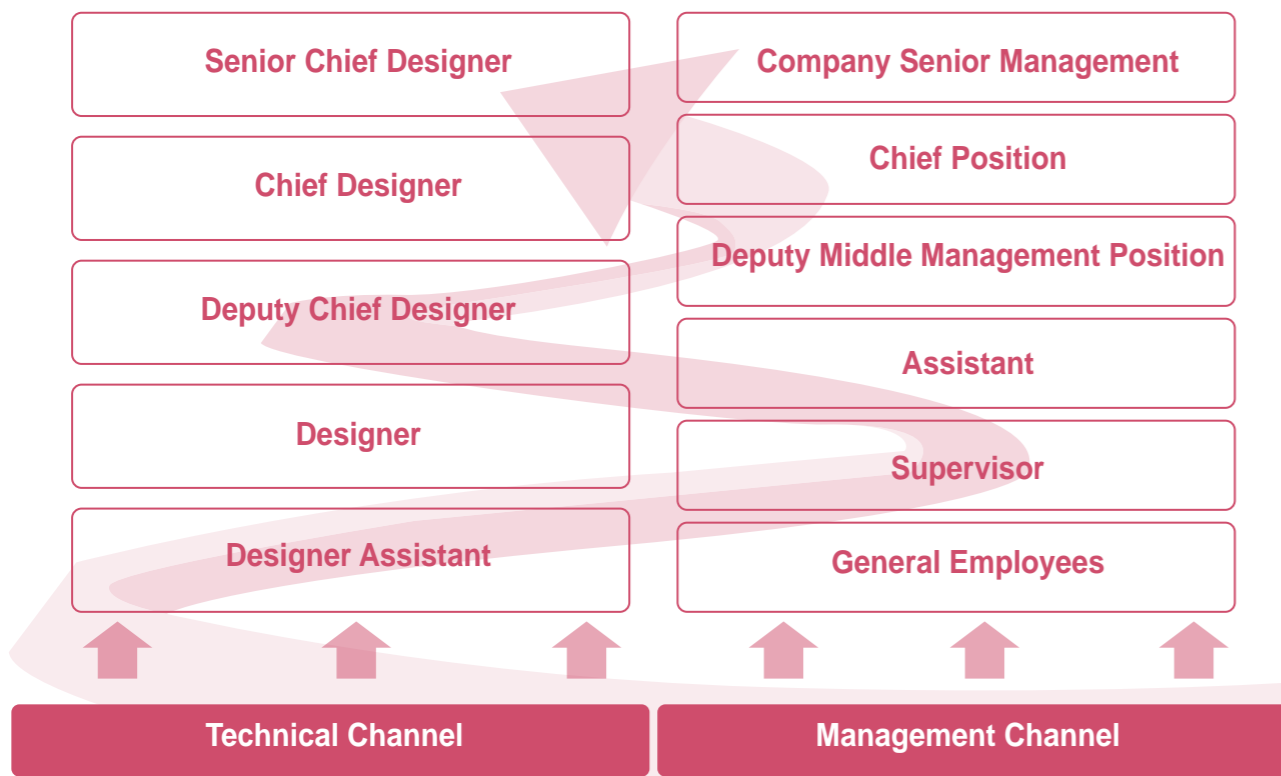 Senior Chief Designer
Chief Designer
Deputy Chief Designer
Designer
Designer Assistant
Technical Channel
Company Senior Management
Chief Position
Deputy Middle Management Position
Assistant
Supervisor
General Employees
Management Channel